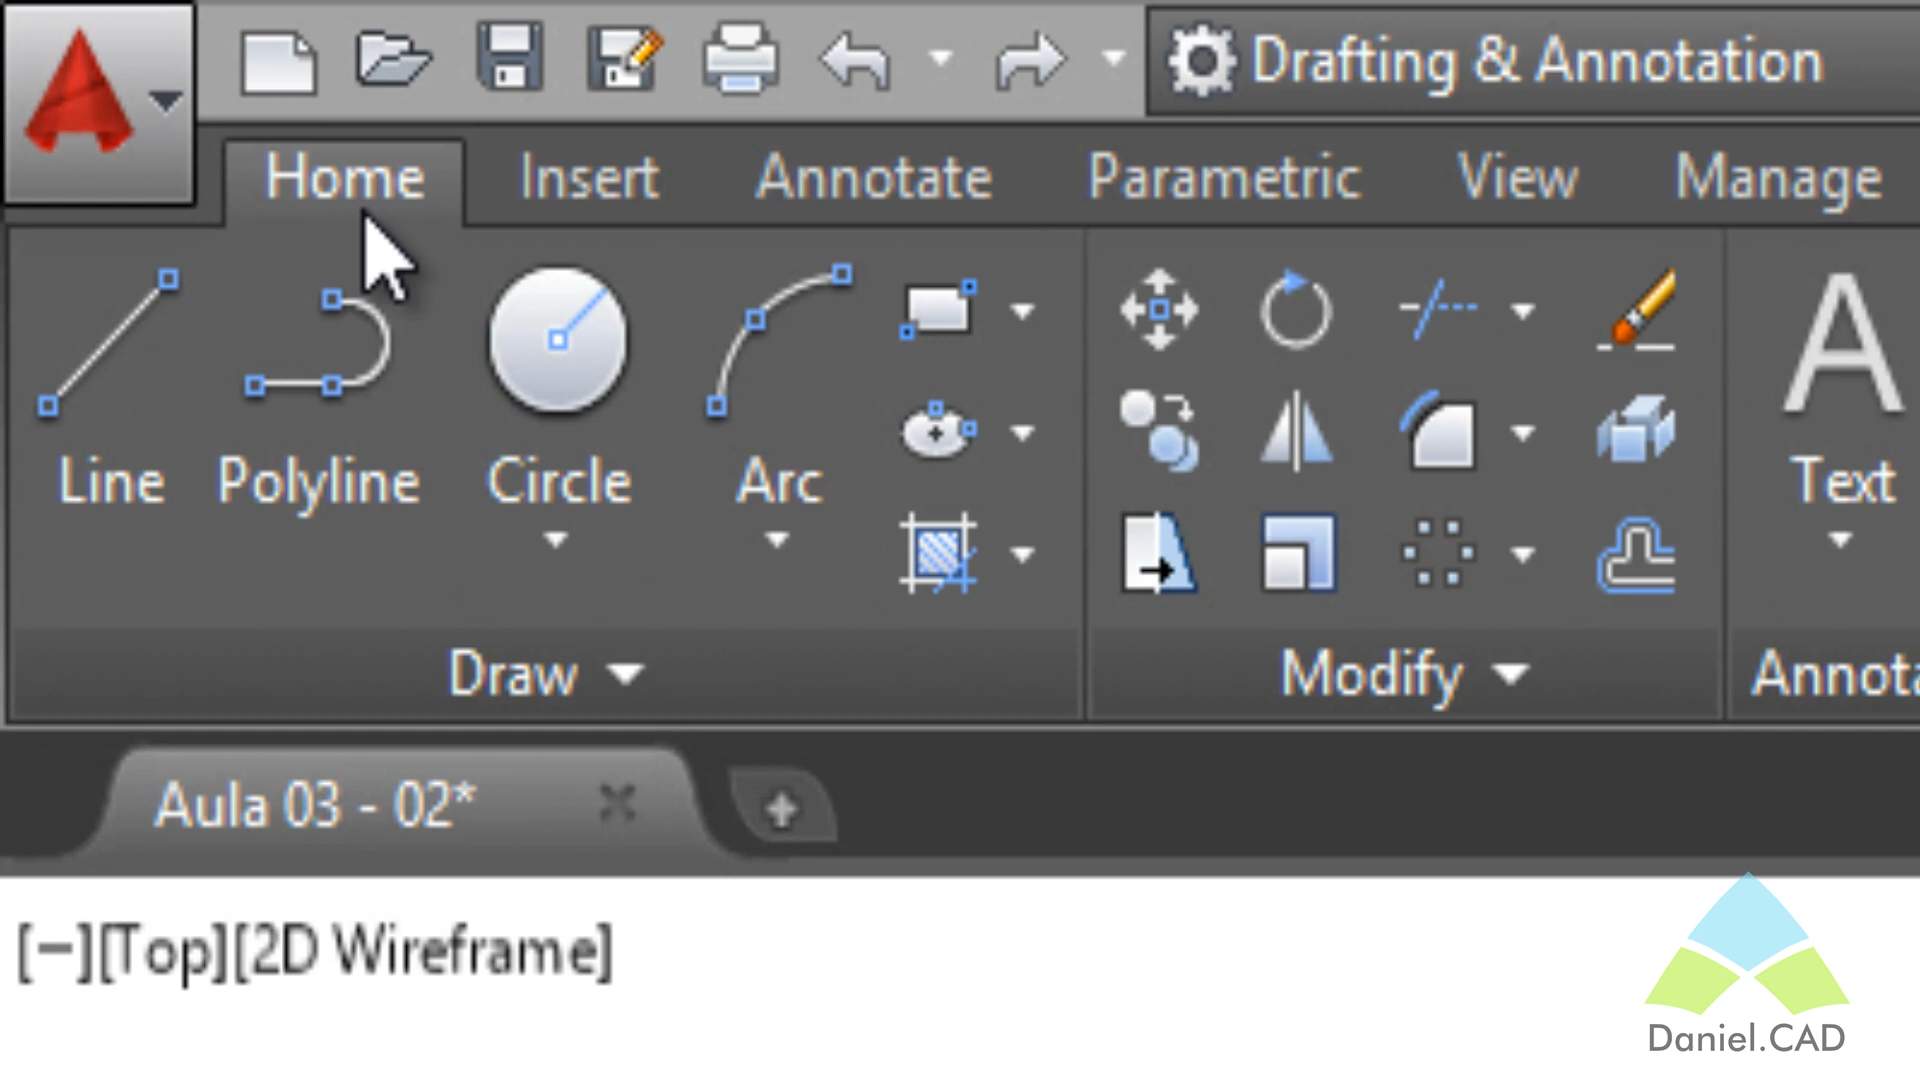 Drafting & Annotation
Home Insert Annotate Parametric View Manage
Line Polyline Circle Arc Text
Draw Modify Annota
Aula 03 - 02*
[−][Top][2D Wireframe]
Daniel.CAD